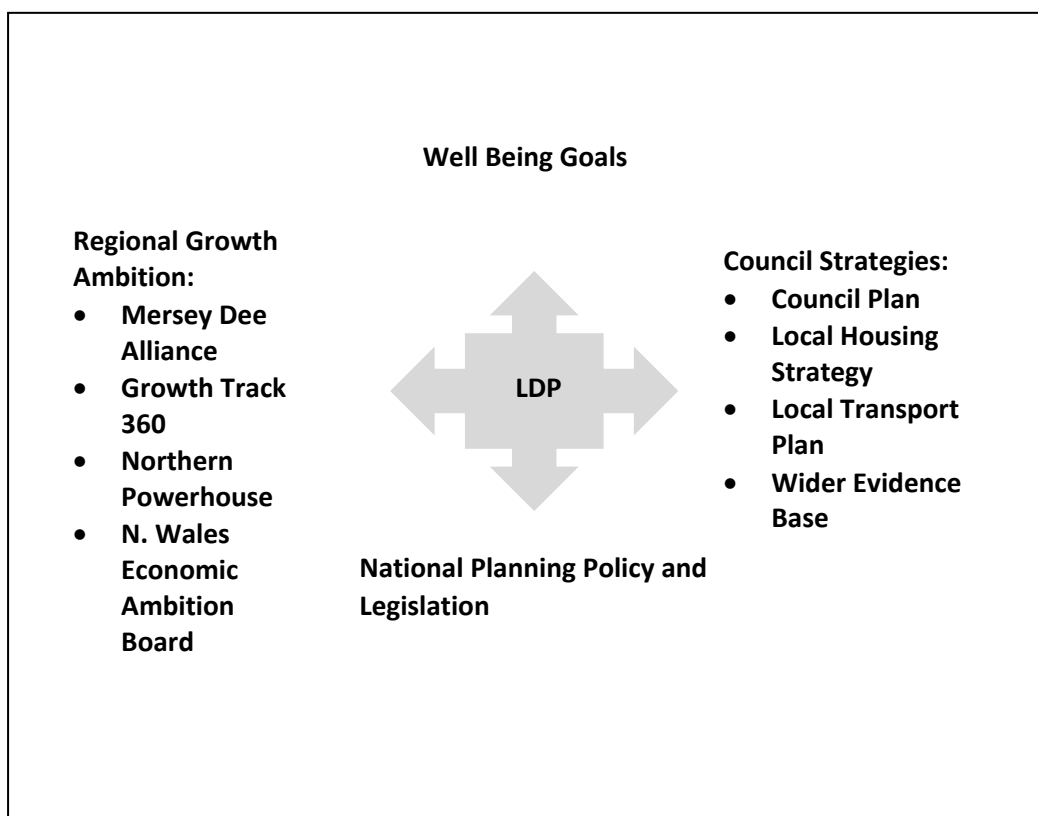 Well Being Goals
Regional Growth
Ambition:
• Mersey Dee
Alliance
• Growth Track
360
• Northern
Powerhouse
• N. Wales
Economic
Ambition
Board
LDP
Council Strategies:
• Council Plan
• Local Housing
Strategy
• Local Transport
Plan
• Wider Evidence
Base
National Planning Policy and
Legislation